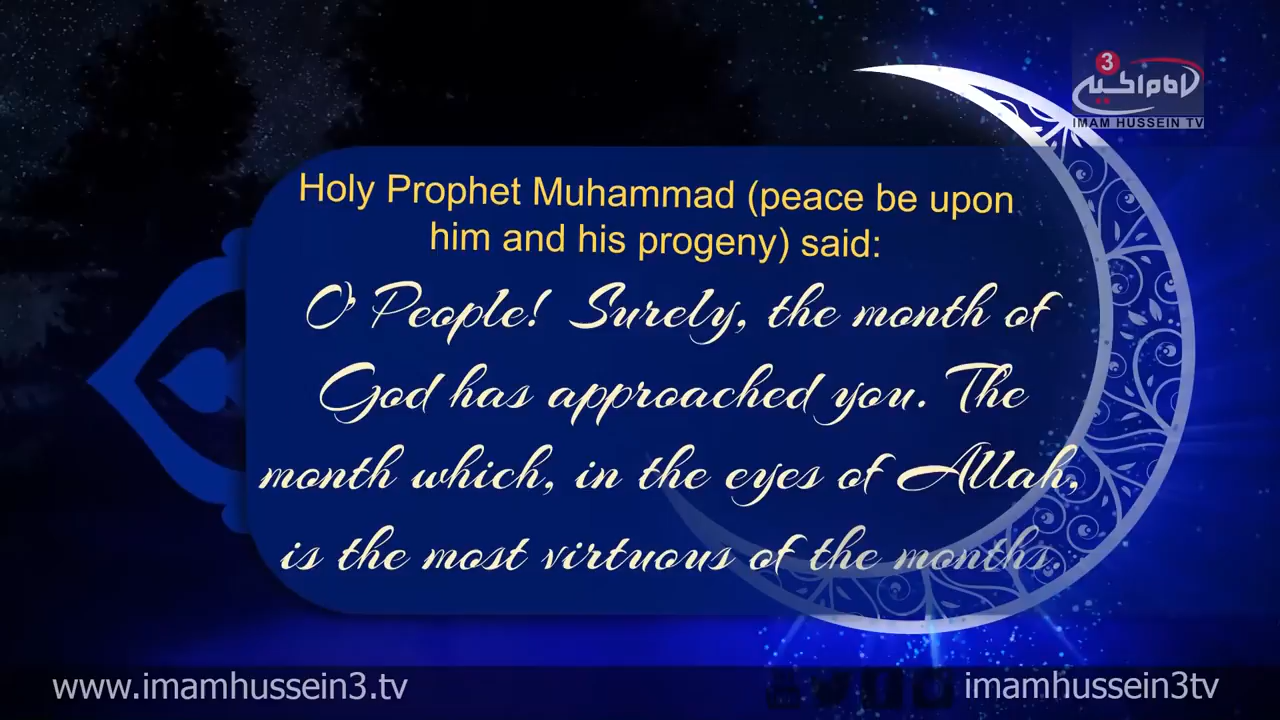 3
IMAM HUSSEIN TV
Holy Prophet Muhammad (peace be upon
him and his progeny) said:
O People! Surely, the month of
God has approached you. The
month which, in the eyes of Allah,
is the most virtuous of the months.
www.imamhussein3.tv
imamhussein3tv